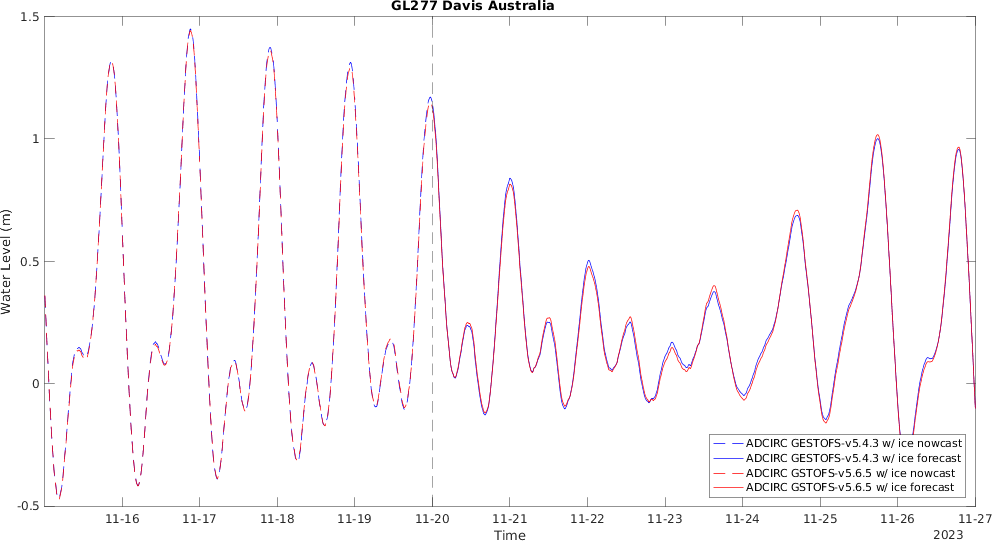 GL277 Davis Australia
1.5
1
0.5
0
-0.5
Water Level (m)
11-16 11-17 11-18 11-19 11-20 11-21 11-22 11-23 11-24 11-25 11-26 11-27
Time
2023
ADCIRC GESTOFS-v5.4.3 w/ ice nowcast
ADCIRC GESTOFS-v5.4.3 w/ ice forecast
ADCIRC GSTOFS-v5.6.5 w/ ice nowcast
ADCIRC GSTOFS-v5.6.5 w/ ice forecast